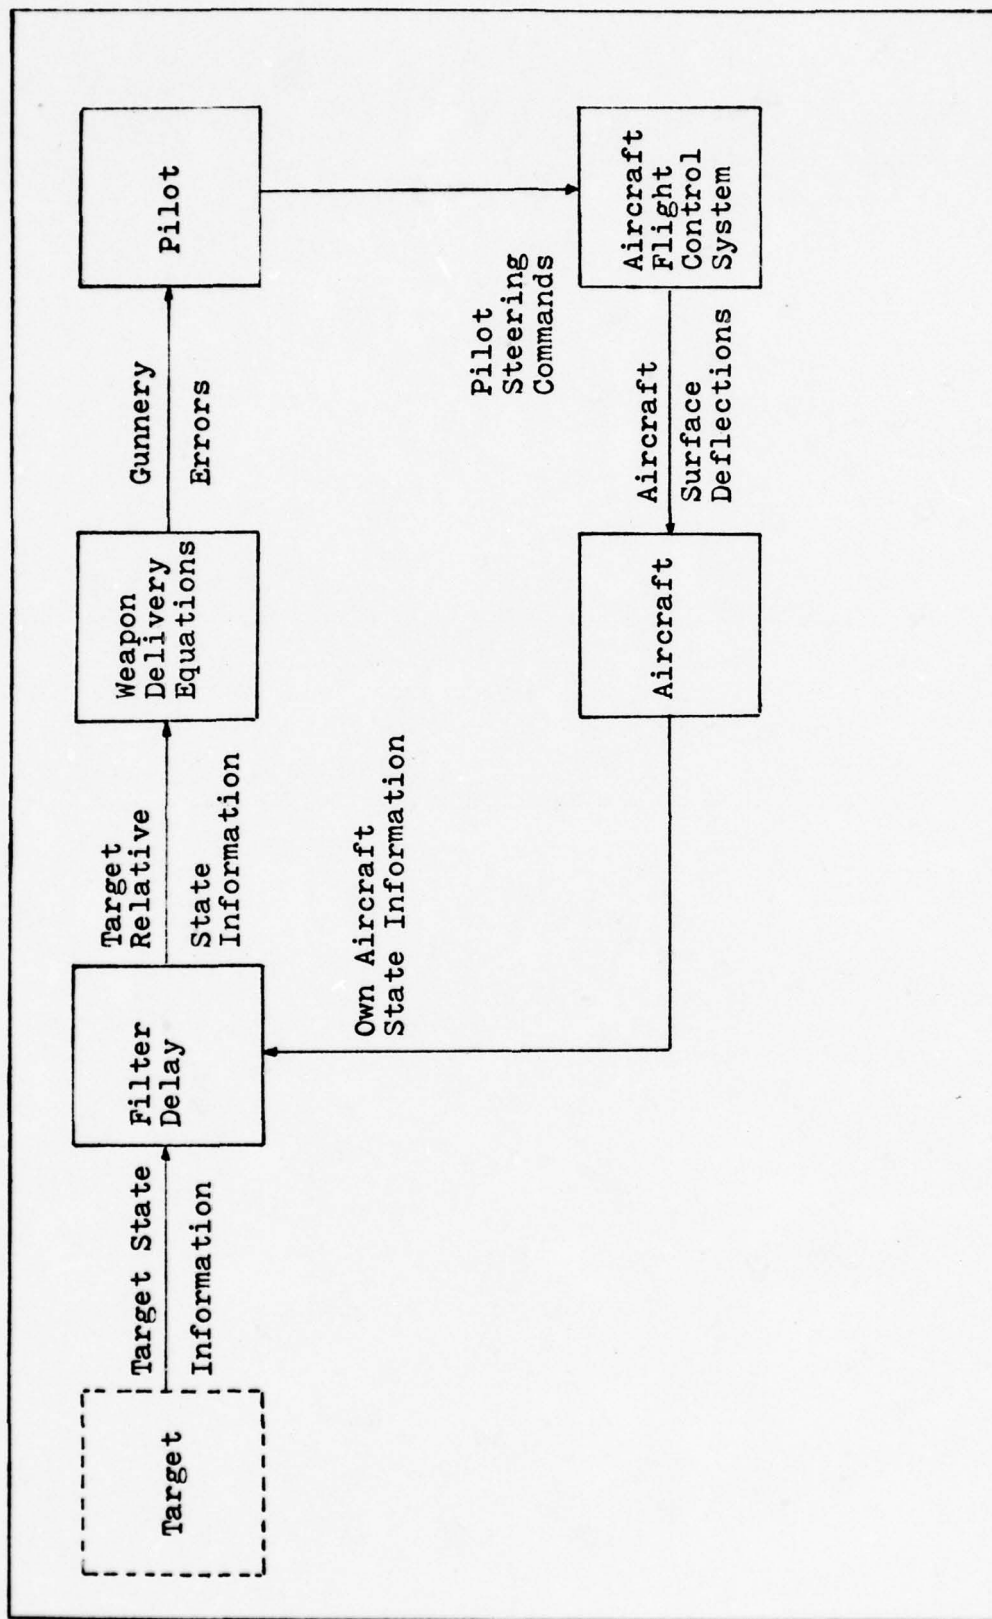 Target
Target State
Information
Filter
Delay
Target
Relative
State
Information
Weapon
Delivery
Equations
Gunnery
Errors
Pilot
Pilot
Steering
Commands
Aircraft
Flight
Control
System
Aircraft
Surface
Deflections
Aircraft
Own Aircraft
State Information